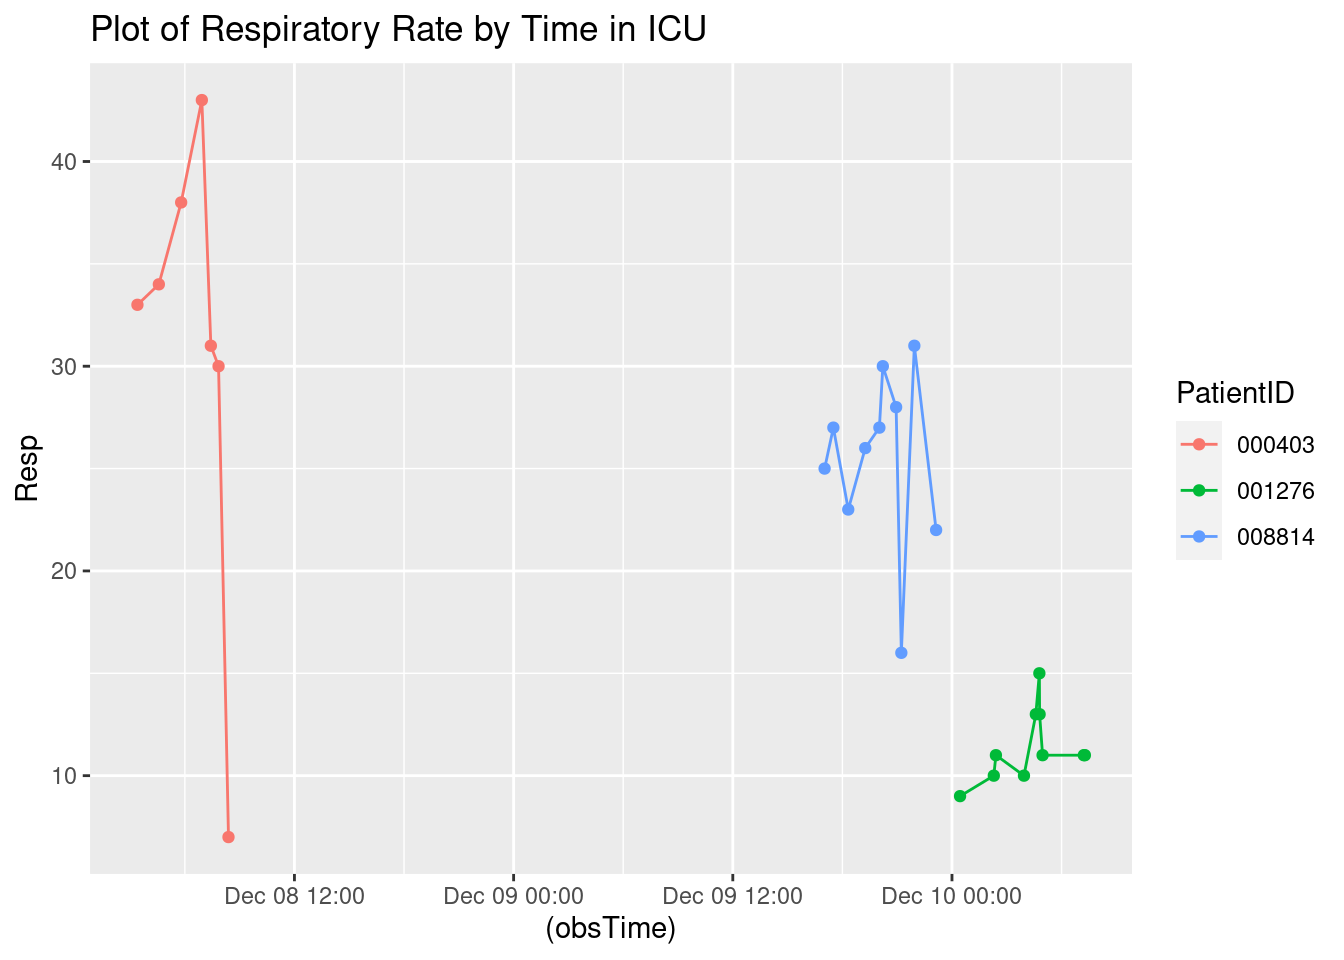 Plot of Respiratory Rate by Time in ICU
40
30
20
10
Resp
Dec 08 12:00
Dec 09 00:00
Dec 09 12:00
Dec 10 00:00
(obsTime)
PatientID
000403
001276
008814